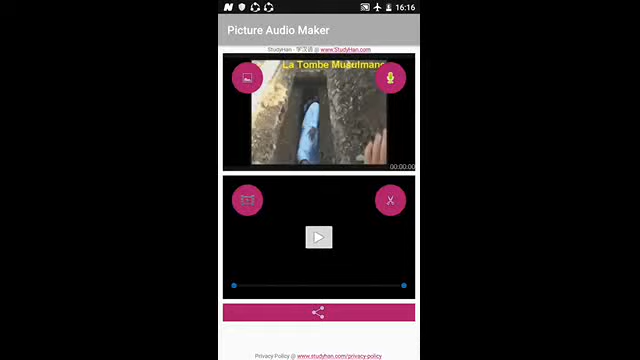 16:16
Picture Audio Maker
StudyHan - 学汉语 @ www.StudyHan.com
La Tombe Musulmans
00:00:00
Privacy Policy @ www.studyhan.com/privacy-policy